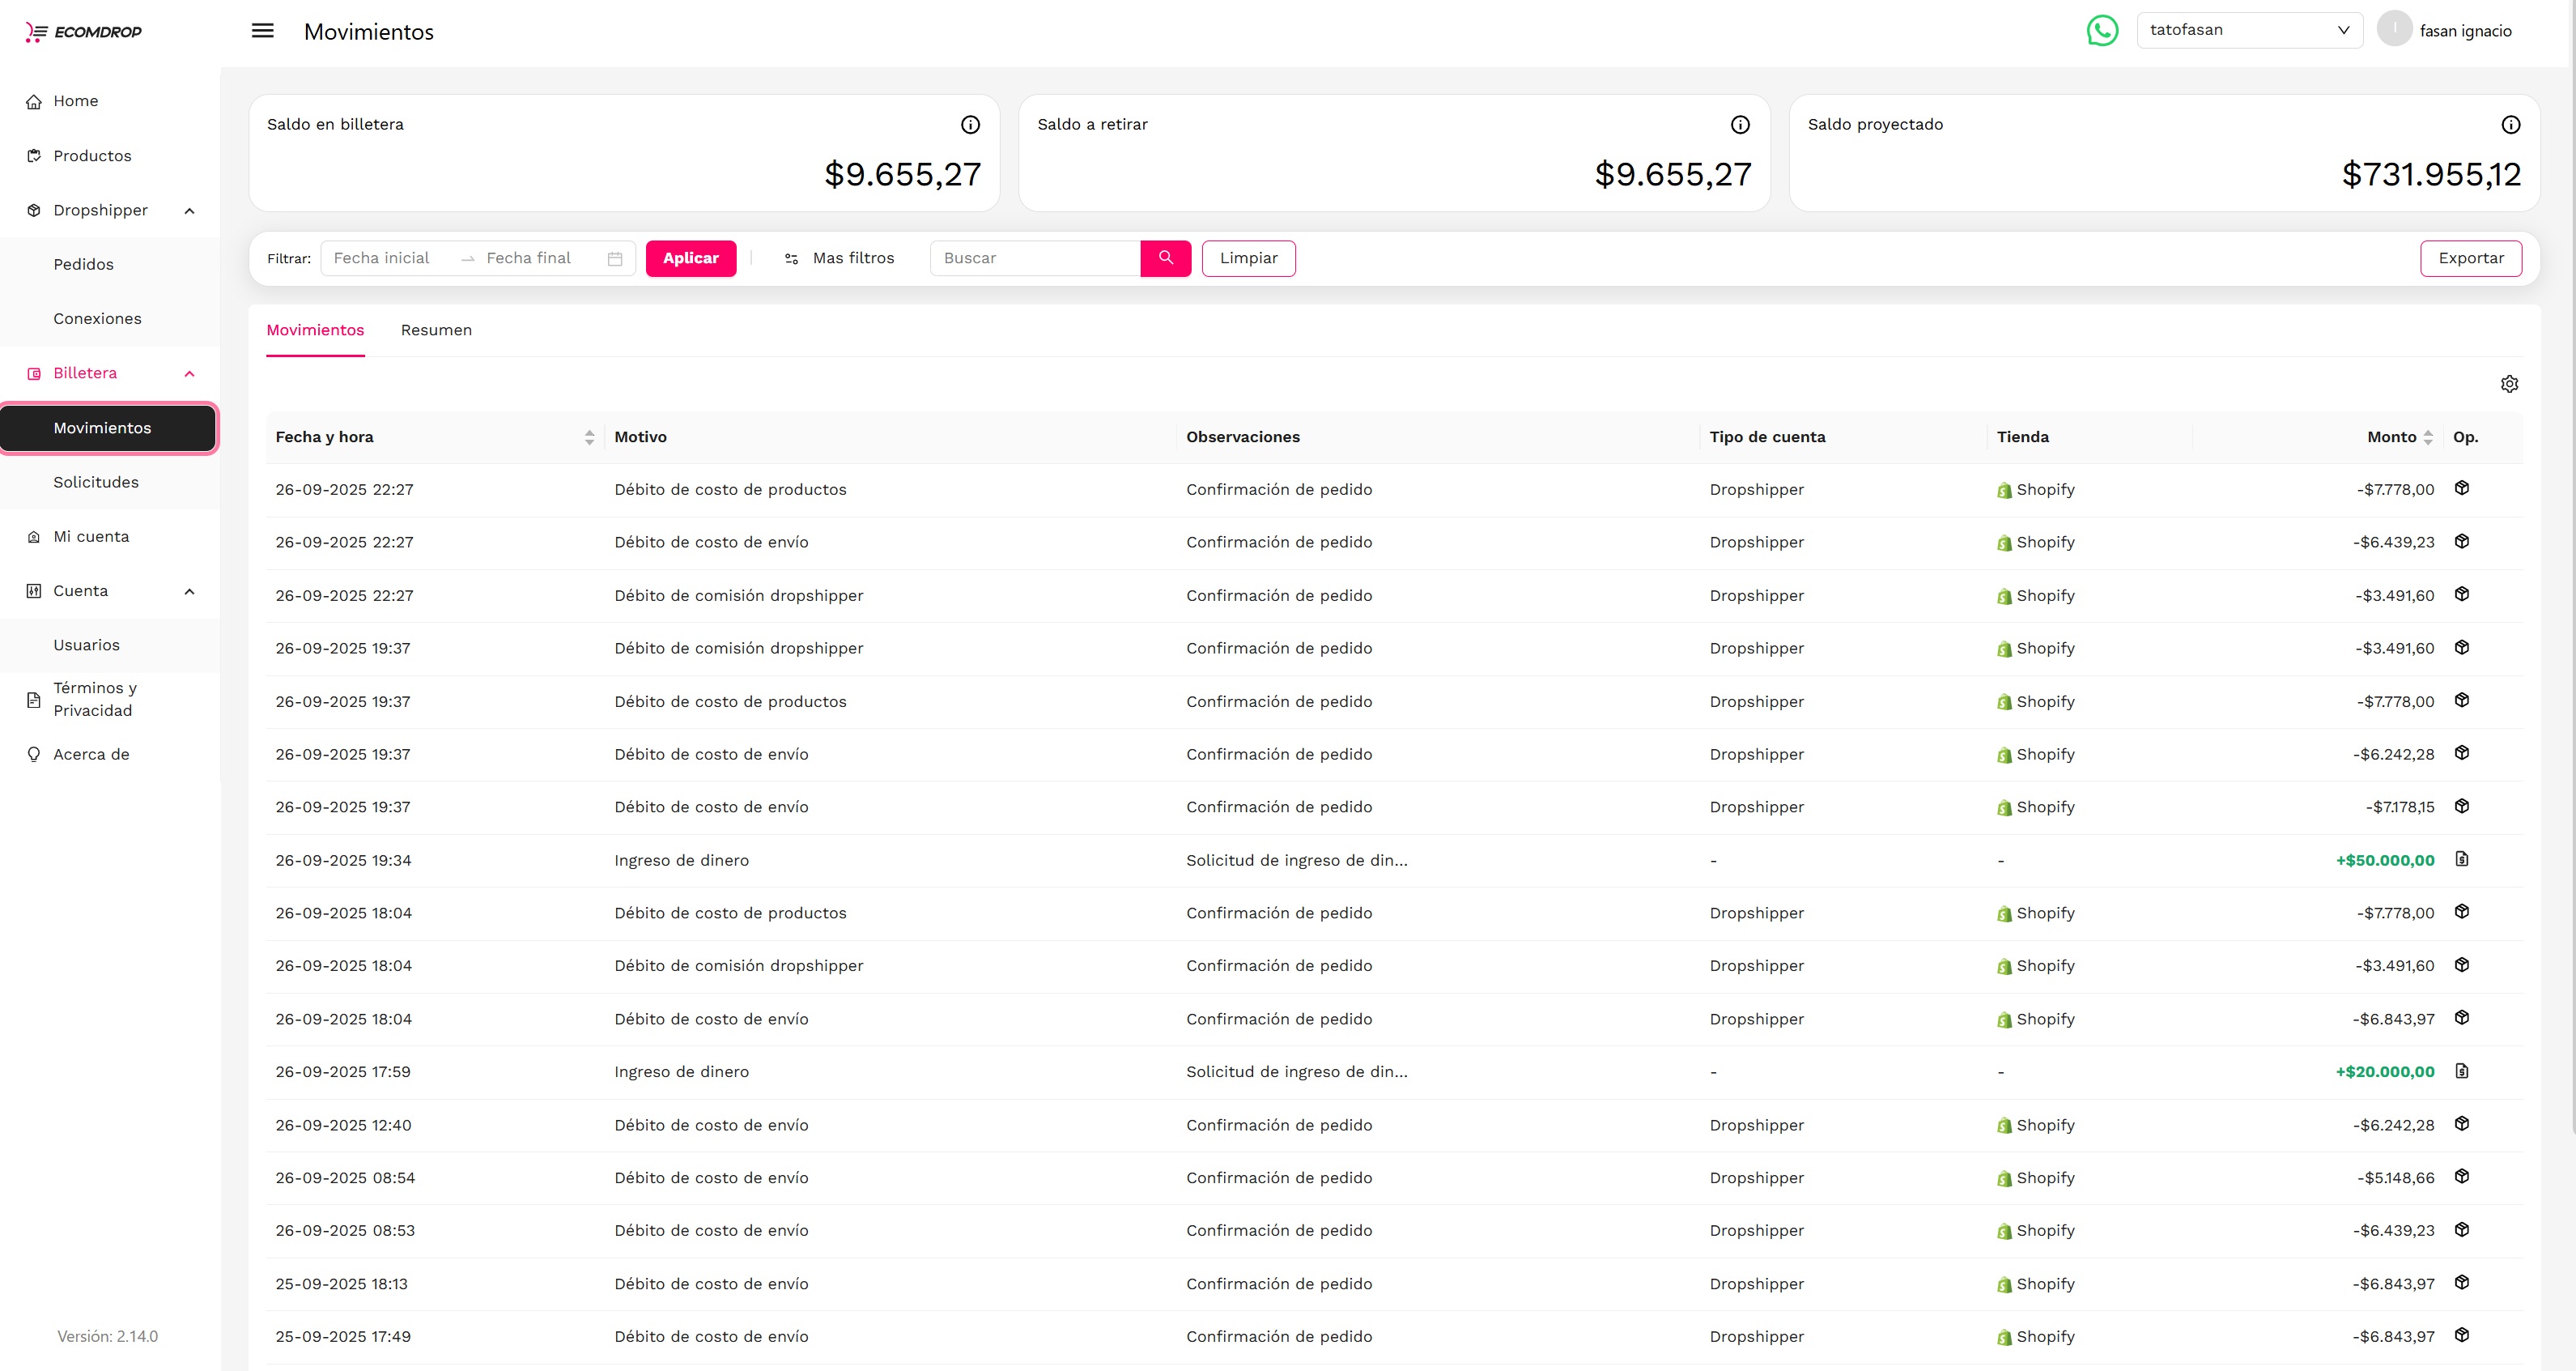 ECOMDROP
Movimientos
tatofasan
I
fasan ignacio
Home
Productos
Dropshipper
Pedidos
Conexiones
Billetera
Movimientos
Solicitudes
Mi cuenta
Cuenta
Usuarios
Términos y
Privacidad
Acerca de
Versión: 2.14.0
Saldo en billetera
$9.655,27
Saldo a retirar
$9.655,27
Saldo proyectado
$731.955,12
Filtrar: Fecha inicial Fecha final Aplicar Mas filtros Buscar Limpiar Exportar
Movimientos Resumen
Fecha y hora Motivo Observaciones Tipo de cuenta Tienda Monto Op.
26-09-2025 22:27 Débito de costo de productos Confirmación de pedido Dropshipper Shopify -$7.778,00
26-09-2025 22:27 Débito de costo de envío Confirmación de pedido Dropshipper Shopify -$6.439,23
26-09-2025 22:27 Débito de comisión dropshipper Confirmación de pedido Dropshipper Shopify -$3.491,60
26-09-2025 19:37 Débito de comisión dropshipper Confirmación de pedido Dropshipper Shopify -$3.491,60
26-09-2025 19:37 Débito de costo de productos Confirmación de pedido Dropshipper Shopify -$7.778,00
26-09-2025 19:37 Débito de costo de envío Confirmación de pedido Dropshipper Shopify -$6.242,28
26-09-2025 19:37 Débito de costo de envío Confirmación de pedido Dropshipper Shopify -$7.178,15
26-09-2025 19:34 Ingreso de dinero Solicitud de ingreso de din... - - +$50.000,00
26-09-2025 18:04 Débito de costo de productos Confirmación de pedido Dropshipper Shopify -$7.778,00
26-09-2025 18:04 Débito de comisión dropshipper Confirmación de pedido Dropshipper Shopify -$3.491,60
26-09-2025 18:04 Débito de costo de envío Confirmación de pedido Dropshipper Shopify -$6.843,97
26-09-2025 17:59 Ingreso de dinero Solicitud de ingreso de din... - - +$20.000,00
26-09-2025 12:40 Débito de costo de envío Confirmación de pedido Dropshipper Shopify -$6.242,28
26-09-2025 08:54 Débito de costo de envío Confirmación de pedido Dropshipper Shopify -$5.148,66
26-09-2025 08:53 Débito de costo de envío Confirmación de pedido Dropshipper Shopify -$6.439,23
25-09-2025 18:13 Débito de costo de envío Confirmación de pedido Dropshipper Shopify -$6.843,97
25-09-2025 17:49 Débito de costo de envío Confirmación de pedido Dropshipper Shopify -$6.843,97